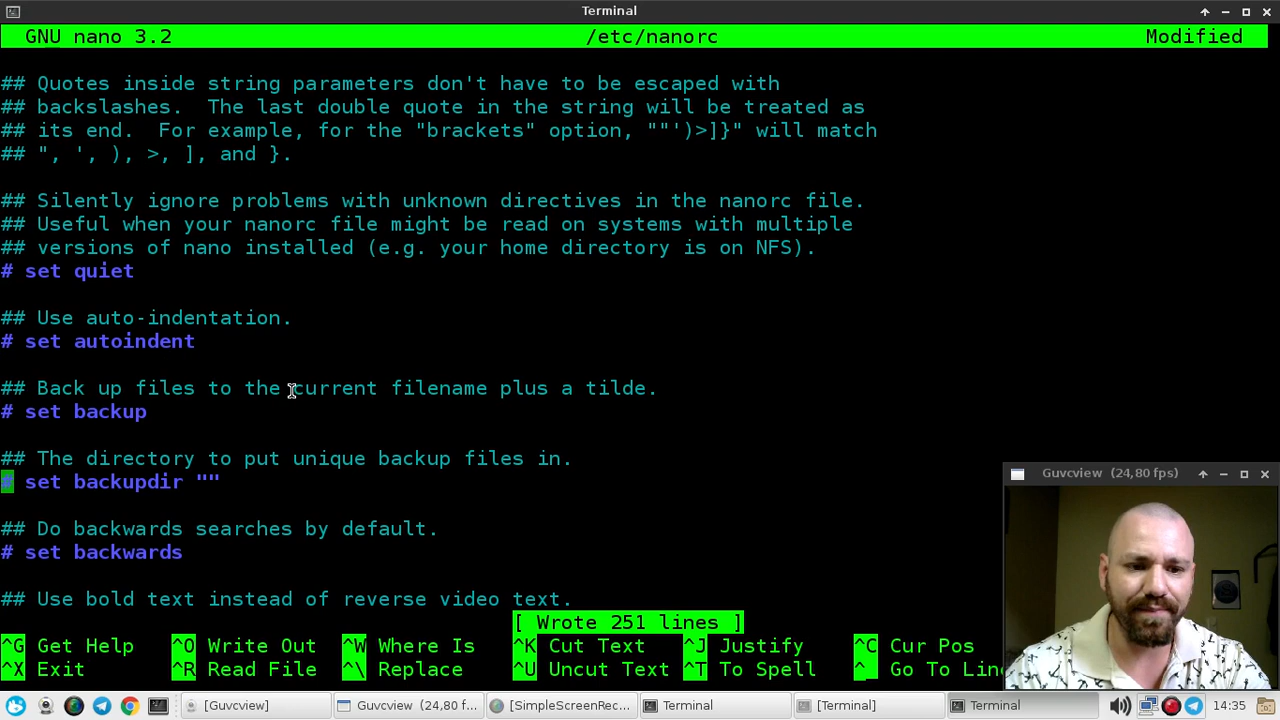 Terminal
GNU nano 3.2 /etc/nanorc Modified
## Quotes inside string parameters don't have to be escaped with
## backslashes.  The last double quote in the string will be treated as
## its end.  For example, for the "brackets" option, ""')>]}" will match
## ", ', ), >, ], and }.
## Silently ignore problems with unknown directives in the nanorc file.
## Useful when your nanorc file might be read on systems with multiple
## versions of nano installed (e.g. your home directory is on NFS).
# set quiet
## Use auto-indentation.
# set autoindent
## Back up files to the current filename plus a tilde.
# set backup
## The directory to put unique backup files in.
# set backupdir ""
## Do backwards searches by default.
# set backwards
## Use bold text instead of reverse video text.
Guvcview (24,80 fps)
[ Wrote 251 lines ]
^G Get Help ^O Write Out ^W Where Is ^K Cut Text ^J Justify ^C Cur Pos
^X Exit ^R Read File ^\ Replace ^U Uncut Text ^T To Spell ^_ Go To Line
[Guvcview] Guvcview (24,80 f... [SimpleScreenRec... Terminal [Terminal] Terminal 14:35